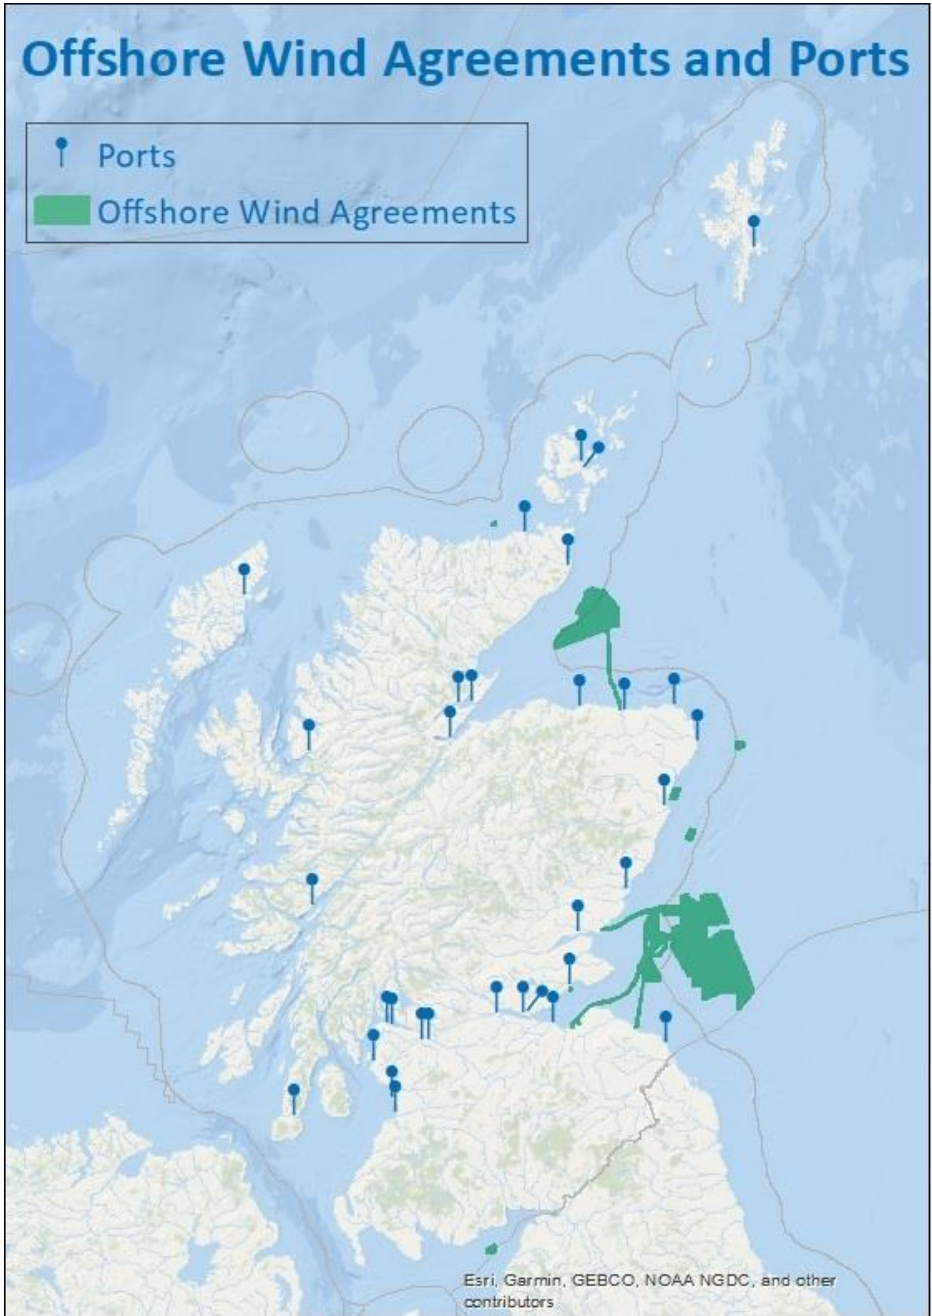 Offshore Wind Agreements and Ports
Ports
Offshore Wind Agreements
Esri, Garmin, GEBCO, NOAA NGDC, and other
contributors